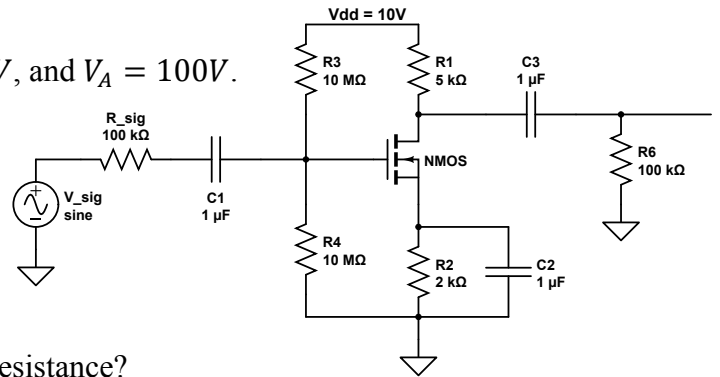 Vdd = 10V
V, and V_A = 100V.
R3
10 MΩ
R1
5 kΩ
C3
1 µF
R_sig
100 kΩ
NMOS
R6
100 kΩ
V_sig
sine
C1
1 µF
R4
10 MΩ
R2
2 kΩ
C2
1 µF
esistance?